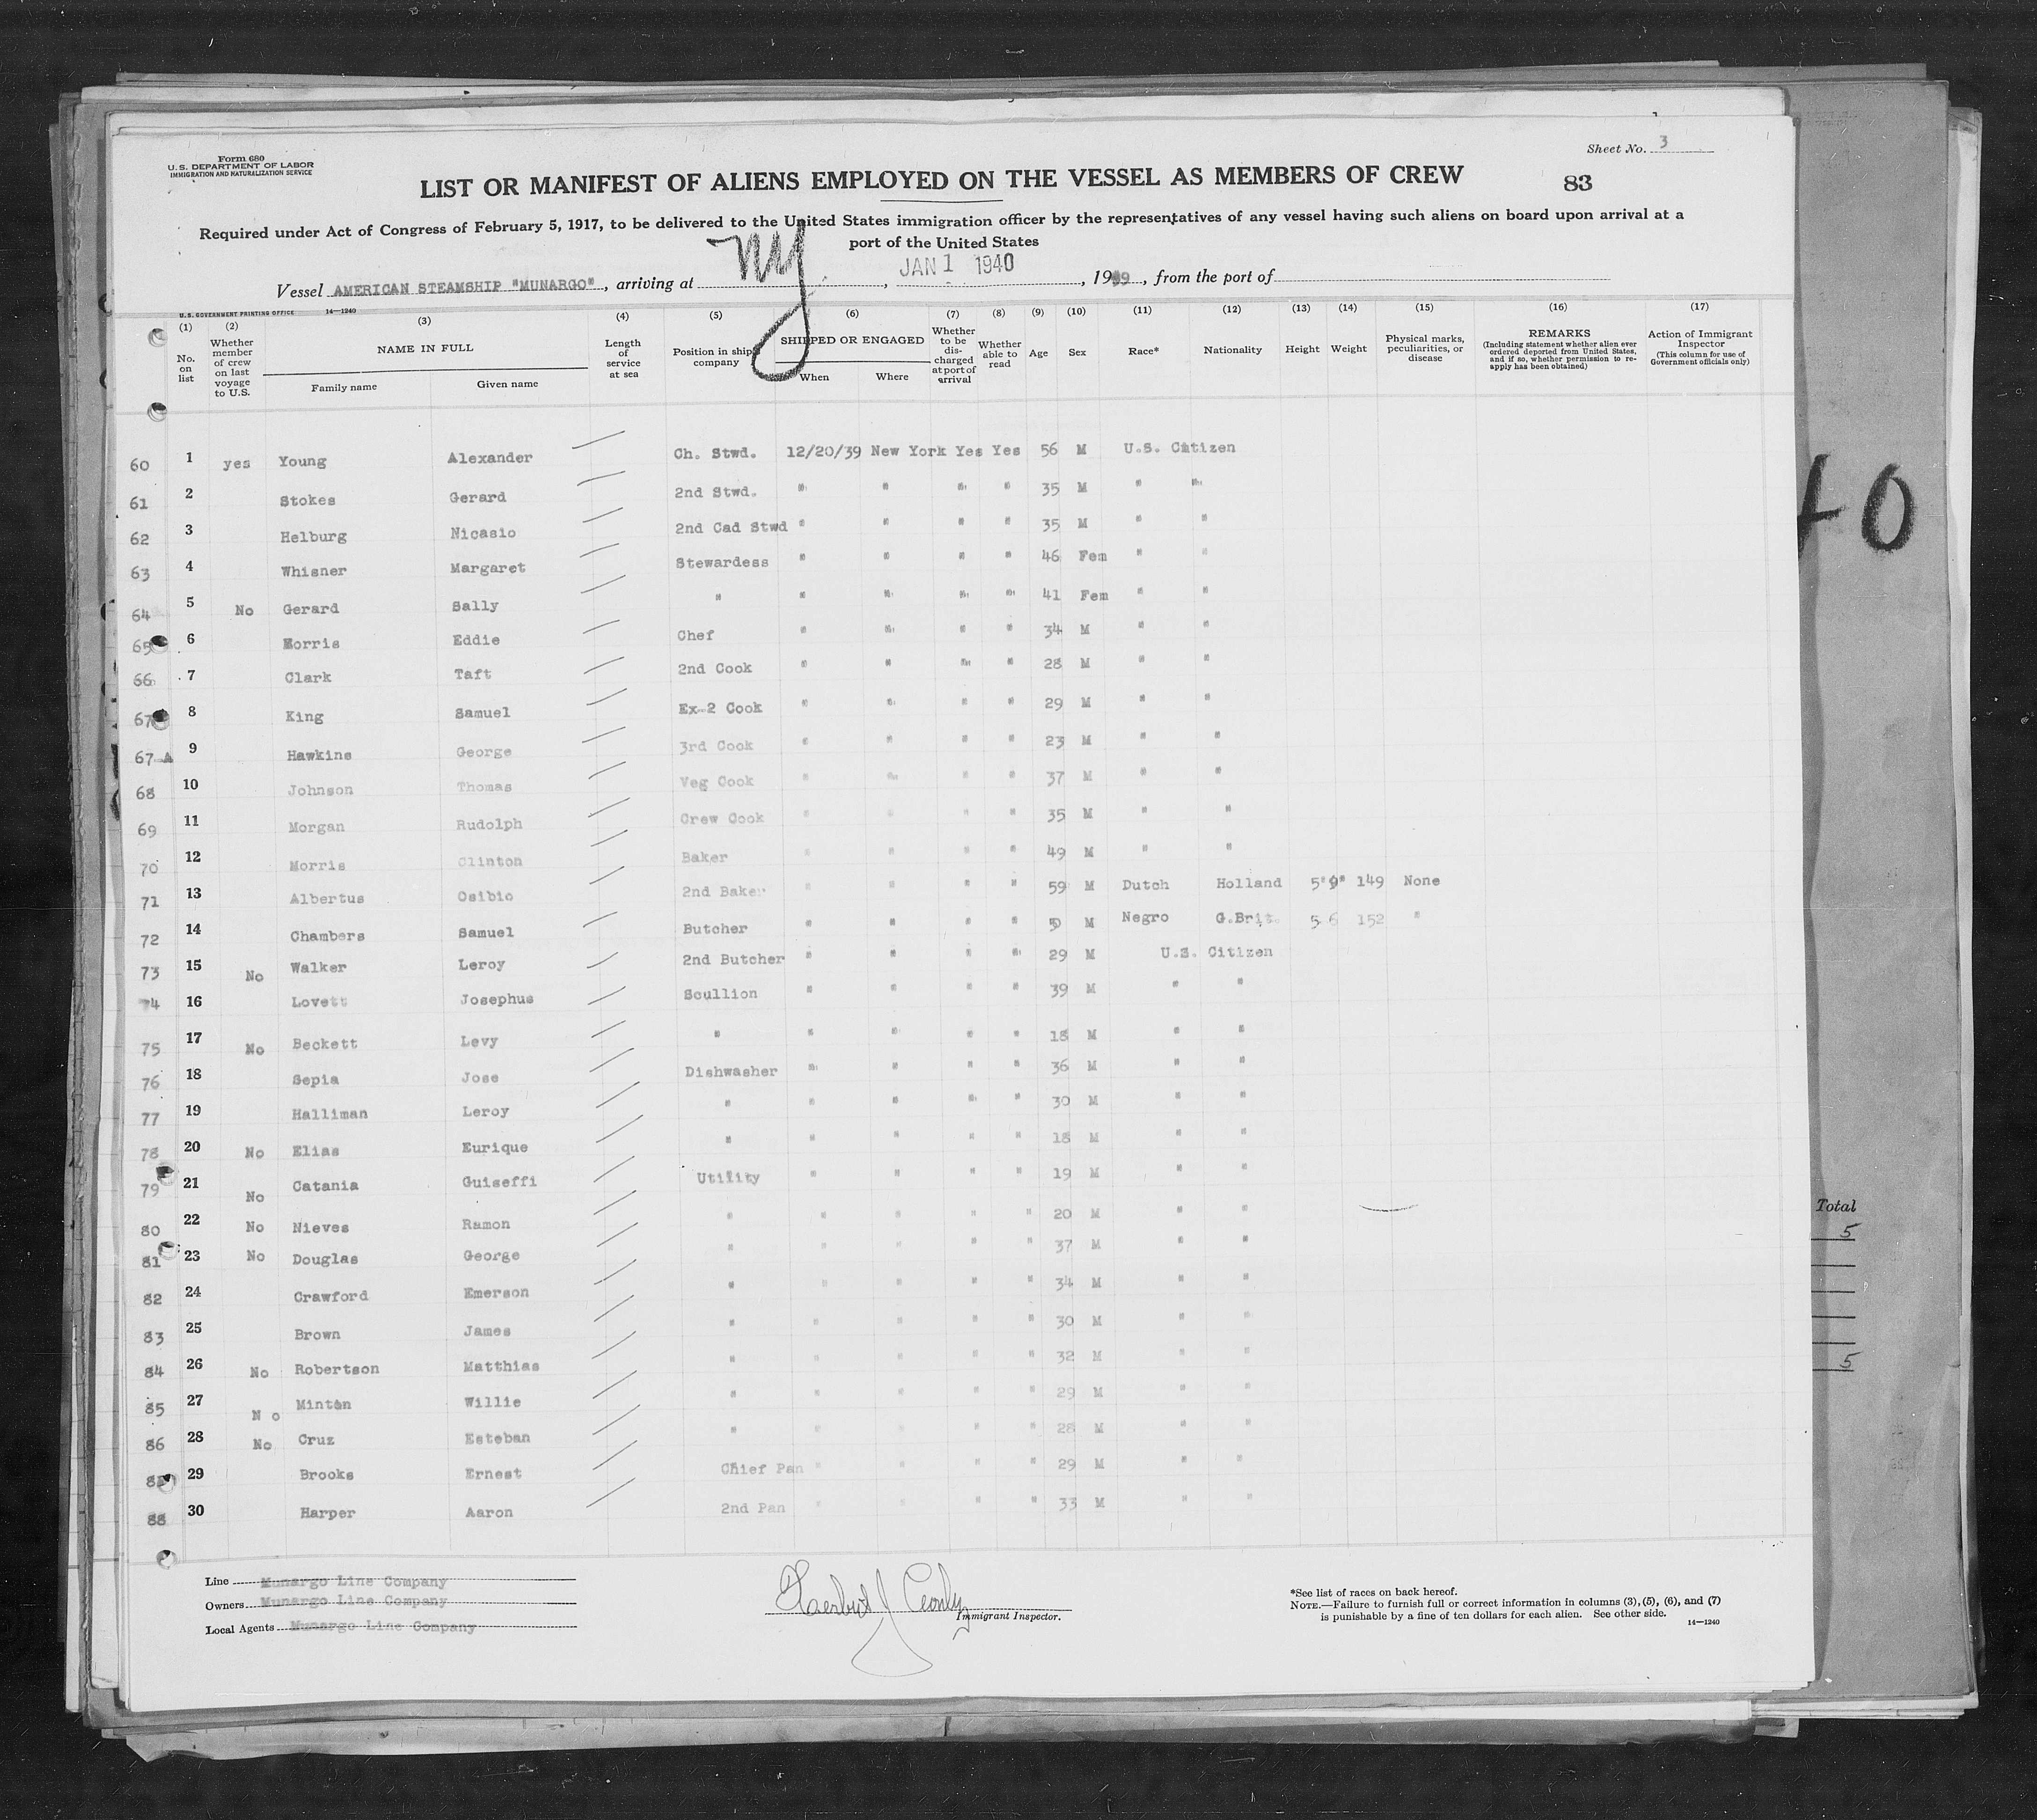 Form 680
U. S. DEPARTMENT OF LABOR
IMMIGRATION AND NATURALIZATION SERVICE
Sheet No. 3
LIST OR MANIFEST OF ALIENS EMPLOYED ON THE VESSEL AS MEMBERS OF CREW
83
Required under Act of Congress of February 5, 1917, to be delivered to the United States immigration officer by the representatives of any vessel having such aliens on board upon arrival at a
port of the United States
Vessel AMERICAN STEAMSHIP "MUNARGO", arriving at NY, JAN 1 1940, 1939, from the port of
U. S. GOVERNMENT PRINTING OFFICE 14—1240
(1) (2) (3) (4) (5) (6) (7) (8) (9) (10) (11) (12) (13) (14) (15) (16) (17)
No. on list Whether member of crew on last voyage to U.S. NAME IN FULL Family name Given name Length of service at sea Position in ship's company SHIPPED OR ENGAGED When Where Whether to be discharged at port of arrival Whether able to read Age Sex Race* Nationality Height Weight Physical marks, peculiarities, or disease REMARKS (Including statement whether alien ever ordered deported from United States, and if so, whether permission to reapply has been obtained) Action of Immigrant Inspector (This column for use of Government officials only)
60 1 yes Young Alexander Ch. Stwd. 12/20/39 New York Yes Yes 56 M U.S. Citizen
61 2 Stokes Gerard 2nd Stwd. " " " " 35 M " "
62 3 Helburg Nicasio 2nd Cad Stwd " " " " 35 M " "
63 4 Whisner Margaret Stewardess " " " " 46 Fem " "
64 5 No Gerard Sally " " " " " 41 Fem " "
65 6 Morris Eddie Chef " " " " 34 M " "
66 7 Clark Taft 2nd Cook " " " " 28 M " "
67 8 King Samuel Ex-2 Cook " " " " 29 M " "
67-A 9 Hawkins George 3rd Cook " " " " 23 M " "
68 10 Johnson Thomas Veg Cook " " " " 37 M " "
69 11 Morgan Rudolph Crew Cook " " " " 35 M " "
70 12 Morris Clinton Baker " " " " 49 M " "
71 13 Albertus Osibio 2nd Baker " " " " 59 M Dutch Holland 5"9" 149 None
72 14 Chambers Samuel Butcher " " " " M Negro G.Brit. 5 6 152 "
73 15 No Walker Leroy 2nd Butcher " " " " 29 M U.S. Citizen
74 16 Lovett Josephus Scullion " " " " 39 M " "
75 17 No Beckett Levy " " " " " 18 M " "
76 18 Sepia Jose Dishwasher " " " " 36 M " "
77 19 Halliman Leroy " " " " " 30 M " "
78 20 No Elias Eurique " " " " " 18 M " "
79 21 No Catania Guiseffi Utility " " " " 19 M " "
80 22 No Nieves Ramon " " " " " 20 M " "
81 23 No Douglas George " " " " " 37 M " "
82 24 Crawford Emerson " " " " " 34 M " "
83 25 Brown James " " " " " 30 M " "
84 26 No Robertson Matthias " " " " " 32 M " "
85 27 N o Minton Willie " " " " " 29 M " "
86 28 No Cruz Esteban " " " " " 28 M " "
29 Brooks Ernest Chief Pan " " " " 29 M " "
88 30 Harper Aaron 2nd Pan " " " " 33 M " "
Line Munargo Line Company
Owners Munargo Line Company
Local Agents Munargo Line Company
Immigrant Inspector.
*See list of races on back hereof.
NOTE.—Failure to furnish full or correct information in columns (3), (5), (6), and (7)
is punishable by a fine of ten dollars for each alien. See other side.
14—1240
40
Total
5
5